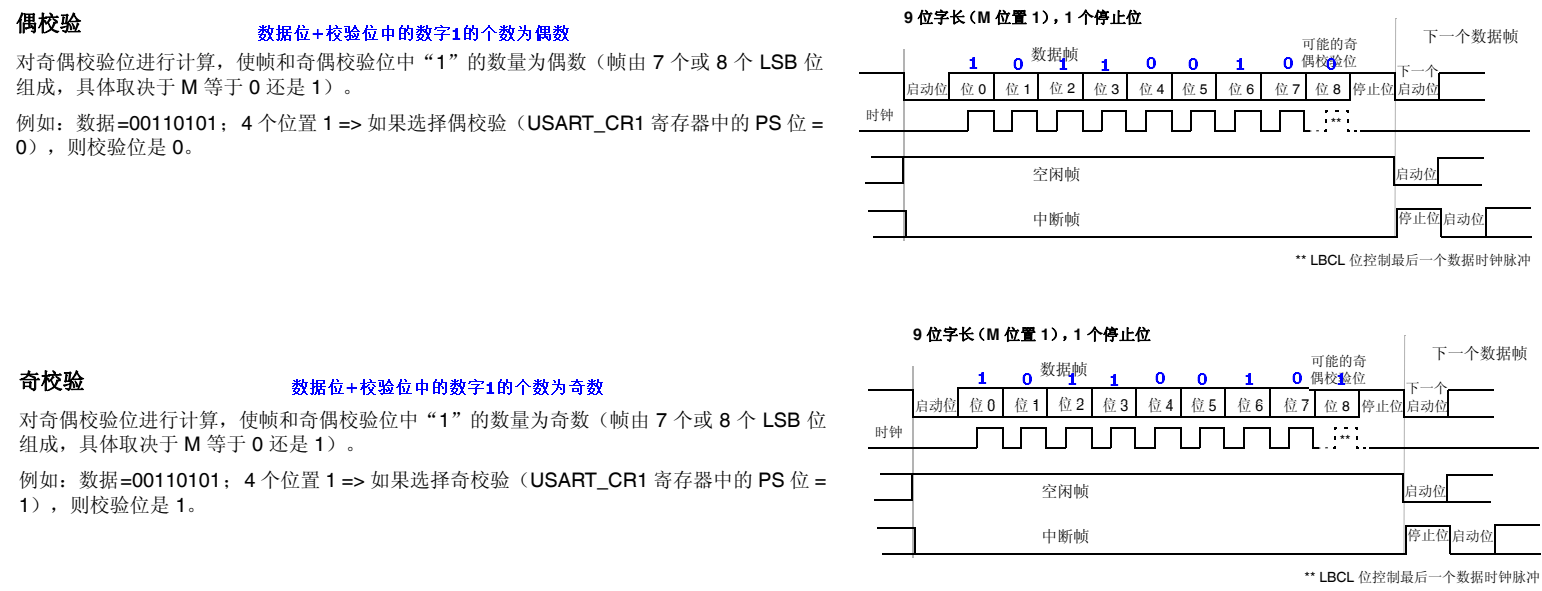 偶校验
数据位+校验位中的数字1的个数为偶数
对奇偶校验位进行计算，使帧和奇偶校验位中“1”的数量为偶数（帧由 7 个或 8 个 LSB 位
组成，具体取决于 M 等于 0 还是 1）。
例如：数据=00110101；4 个位置 1 => 如果选择偶校验（USART_CR1 寄存器中的 PS 位 =
0），则校验位是 0。
9 位字长（M 位置 1），1 个停止位
数据帧
可能的奇
偶校验位
下一个数据帧
1 0 1 1 0 0 1 0 0
下一个
启动位 位 0 位 1 位 2 位 3 位 4 位 5 位 6 位 7 位 8 停止位 启动位
时钟
**
空闲帧
启动位
中断帧
停止位 启动位
** LBCL 位控制最后一个数据时钟脉冲
奇校验
数据位+校验位中的数字1的个数为奇数
对奇偶校验位进行计算，使帧和奇偶校验位中“1”的数量为奇数（帧由 7 个或 8 个 LSB 位
组成，具体取决于 M 等于 0 还是 1）。
例如：数据=00110101；4 个位置 1 => 如果选择奇校验（USART_CR1 寄存器中的 PS 位 =
1），则校验位是 1。
9 位字长（M 位置 1），1 个停止位
数据帧
可能的奇
偶校验位
下一个数据帧
1 0 1 1 0 0 1 0 1
下一个
启动位 位 0 位 1 位 2 位 3 位 4 位 5 位 6 位 7 位 8 停止位 启动位
时钟
**
空闲帧
启动位
中断帧
停止位 启动位
** LBCL 位控制最后一个数据时钟脉冲